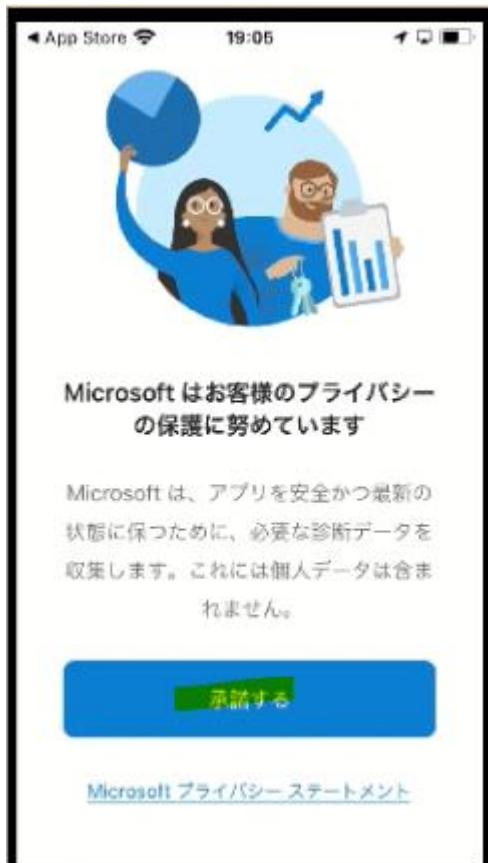 ◀ App Store 19:05
Microsoft はお客様のプライバシー
の保護に努めています
Microsoft は、アプリを安全かつ最新の
状態に保つために、必要な診断データを
収集します。これには個人データは含ま
れません。
承諾する
Microsoft プライバシー ステートメント